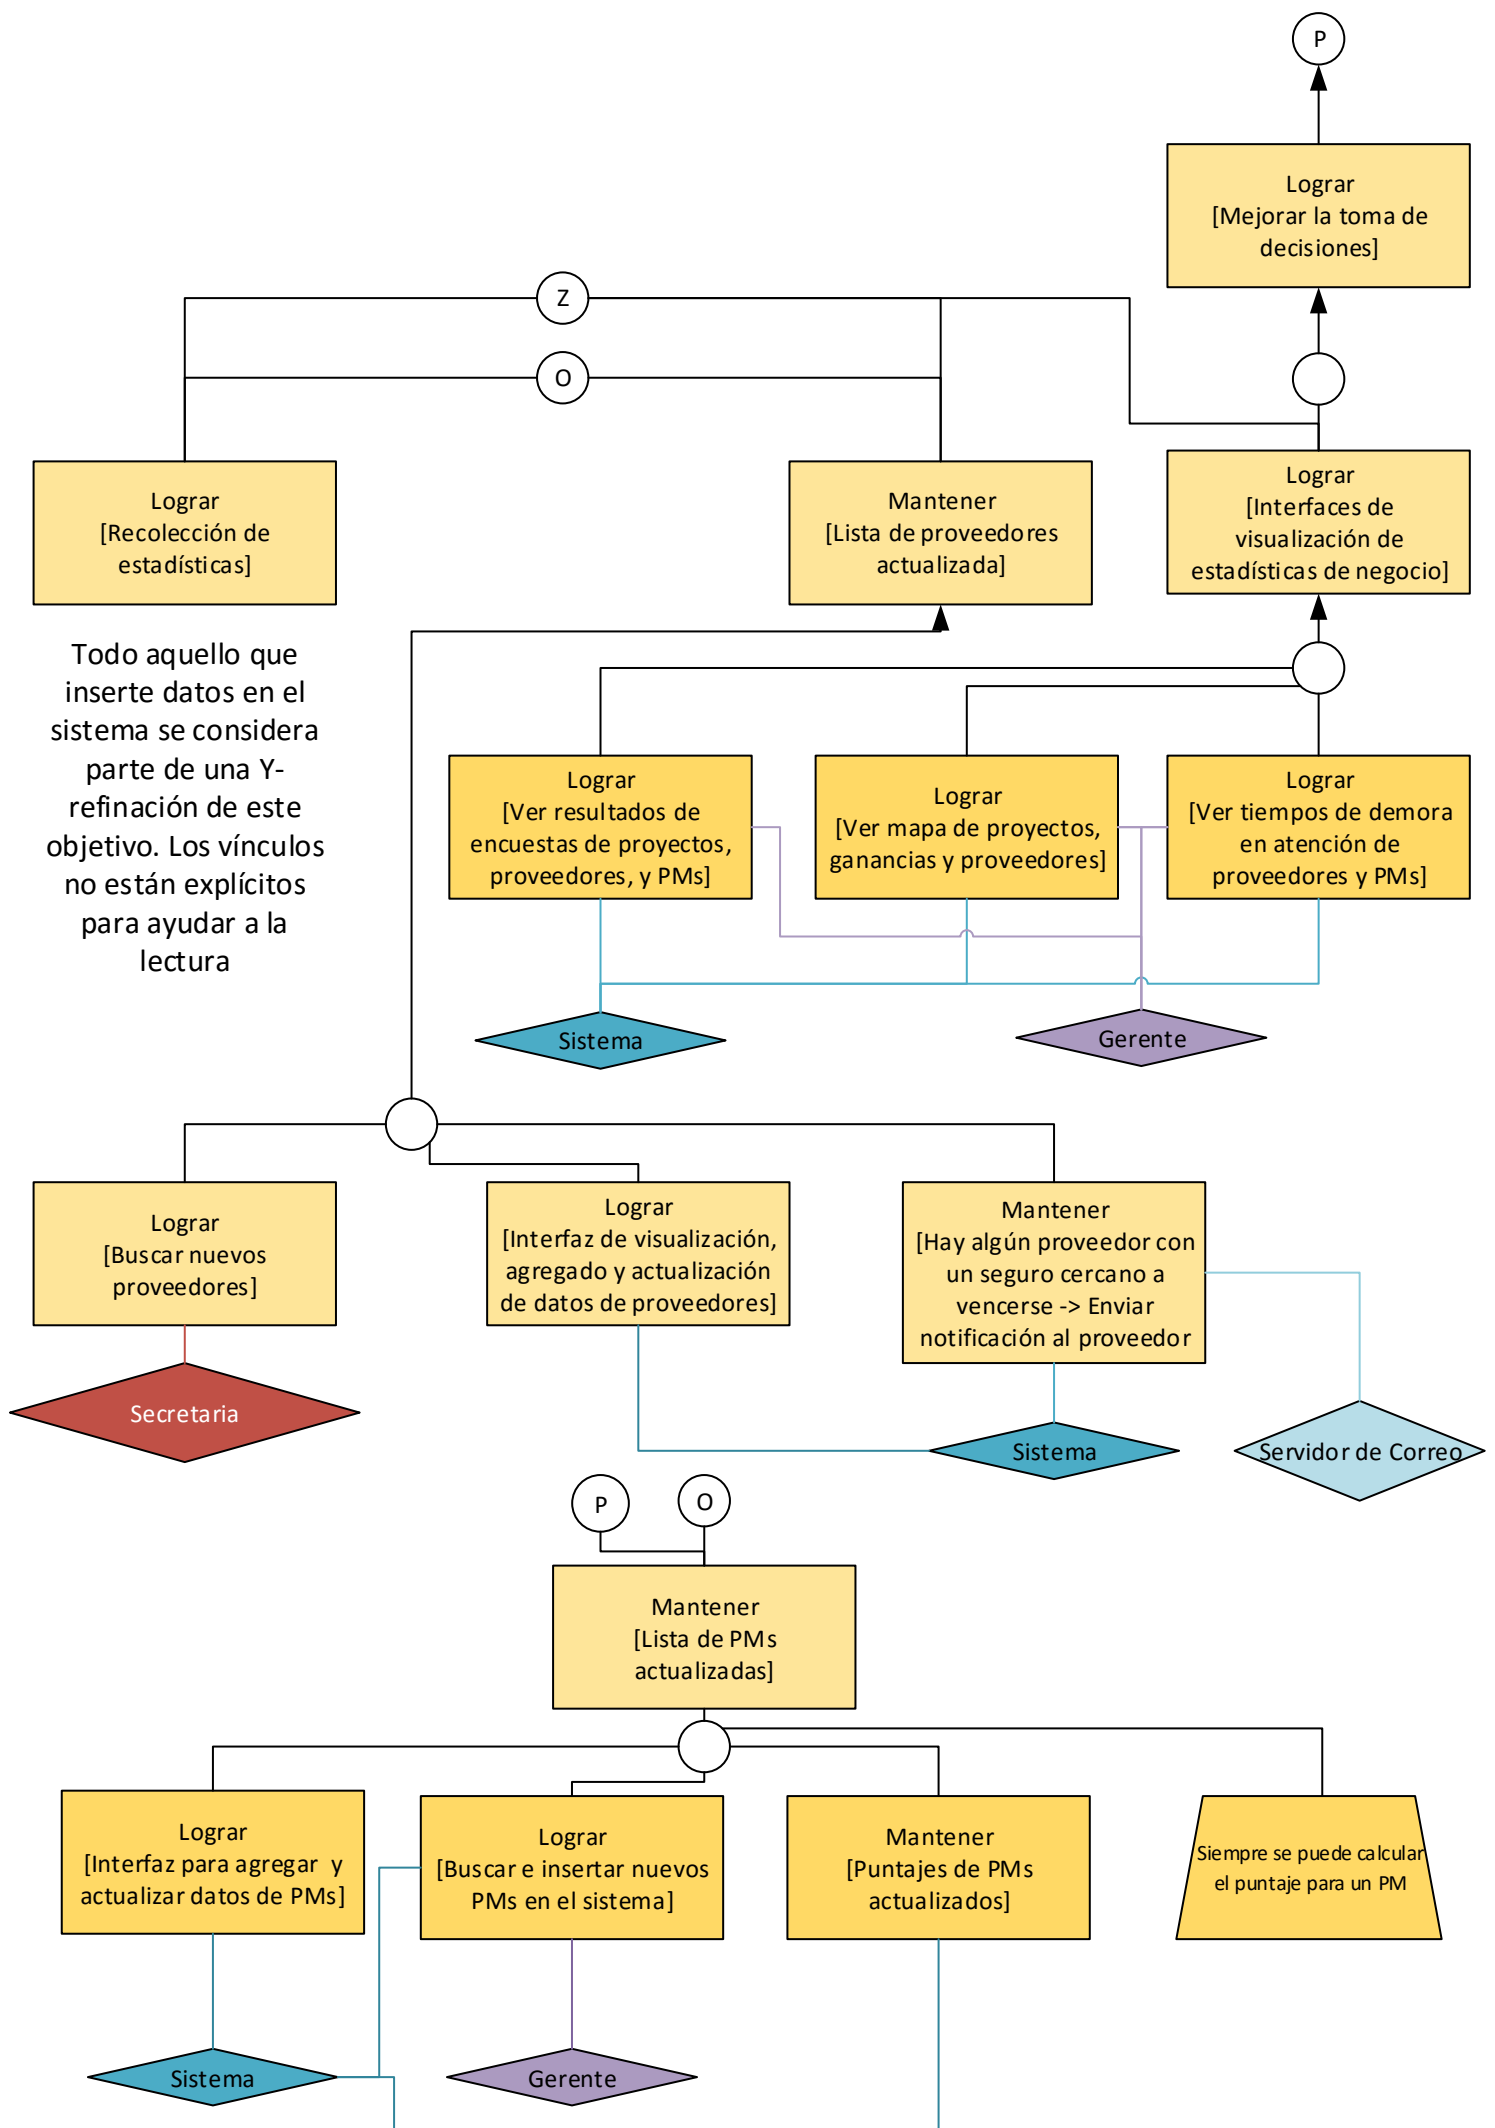 P
Lograr
[Mejorar la toma de
decisiones]
Z
O
Lograr
[Recolección de
estadísticas]
Mantener
[Lista de proveedores
actualizada]
Lograr
[Interfaces de
visualización de
estadísticas de negocio]
Todo aquello que
inserte datos en el
sistema se considera
parte de una Y-
refinación de este
objetivo. Los vínculos
no están explícitos
para ayudar a la
lectura
Lograr
[Ver resultados de
encuestas de proyectos,
proveedores, y PMs]
Lograr
[Ver mapa de proyectos,
ganancias y proveedores]
Lograr
[Ver tiempos de demora
en atención de
proveedores y PMs]
Sistema
Gerente
Lograr
[Buscar nuevos
proveedores]
Lograr
[Interfaz de visualización,
agregado y actualización
de datos de proveedores]
Mantener
[Hay algún proveedor con
un seguro cercano a
vencerse -> Enviar
notificación al proveedor
Secretaria
Sistema
Servidor de Correo
P
O
Mantener
[Lista de PMs
actualizadas]
Lograr
[Interfaz para agregar y
actualizar datos de PMs]
Lograr
[Buscar e insertar nuevos
PMs en el sistema]
Mantener
[Puntajes de PMs
actualizados]
Siempre se puede calcular
el puntaje para un PM
Sistema
Gerente